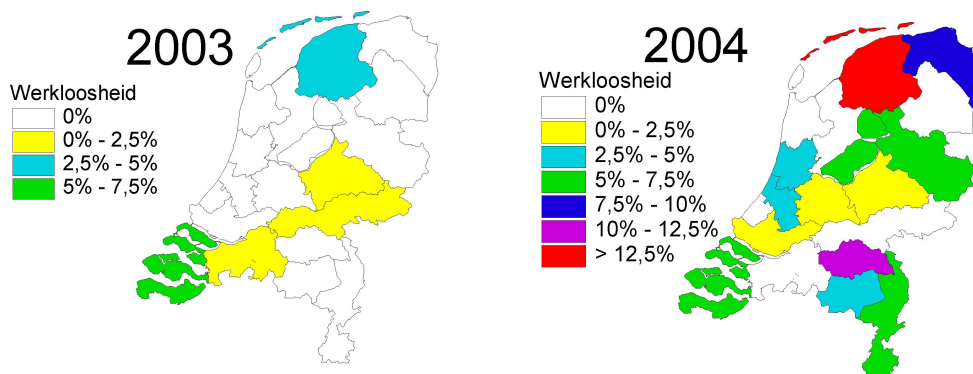 2003
Werkloosheid
0%
0% - 2,5%
2,5% - 5%
5% - 7,5%
2004
Werkloosheid
0%
0% - 2,5%
2,5% - 5%
5% - 7,5%
7,5% - 10%
10% - 12,5%
> 12,5%